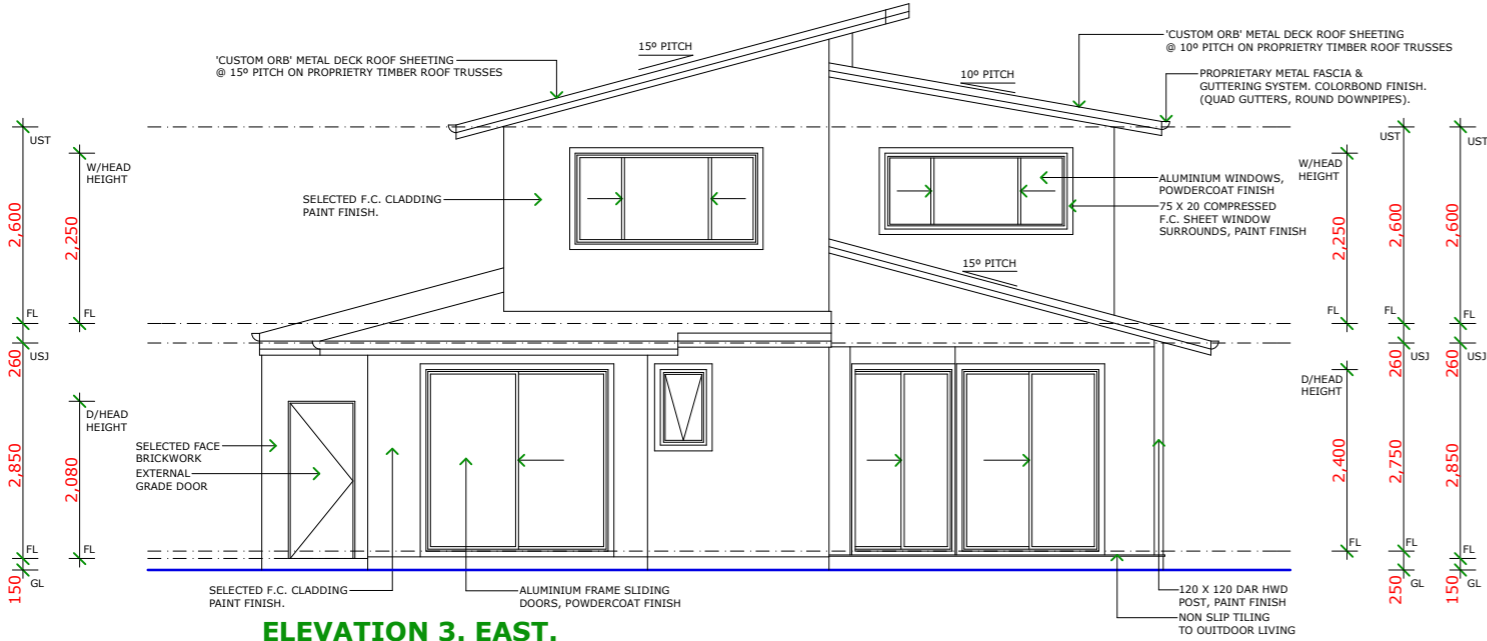 15º PITCH
'CUSTOM ORB' METAL DECK ROOF SHEETING
@ 15º PITCH ON PROPRIETRY TIMBER ROOF TRUSSES
'CUSTOM ORB' METAL DECK ROOF SHEETING
@ 10º PITCH ON PROPRIETRY TIMBER ROOF TRUSSES
10º PITCH
PROPRIETARY METAL FASCIA &
GUTTERING SYSTEM. COLORBOND FINISH.
(QUAD GUTTERS, ROUND DOWNPIPES).
UST
W/HEAD
HEIGHT
2,600
2,250
FL
FL
SELECTED F.C. CLADDING
PAINT FINISH.
ALUMINIUM WINDOWS,
POWDERCOAT FINISH
75 X 20 COMPRESSED
F.C. SHEET WINDOW
SURROUNDS, PAINT FINISH
15º PITCH
W/HEAD
HEIGHT
UST
UST
2,250
2,600
2,600
FL
FL
FL
260
USJ
D/HEAD
HEIGHT
2,850
2,080
FL
FL
150
GL
SELECTED FACE
BRICKWORK
EXTERNAL
GRADE DOOR
D/HEAD
HEIGHT
260
USJ
260
USJ
2,400
2,750
2,850
FL
FL
FL
250
GL
150
GL
SELECTED F.C. CLADDING
PAINT FINISH.
ALUMINIUM FRAME SLIDING
DOORS, POWDERCOAT FINISH
120 X 120 DAR HWD
POST, PAINT FINISH
NON SLIP TILING
TO OUITDOOR LIVING
ELEVATION 3. EAST.